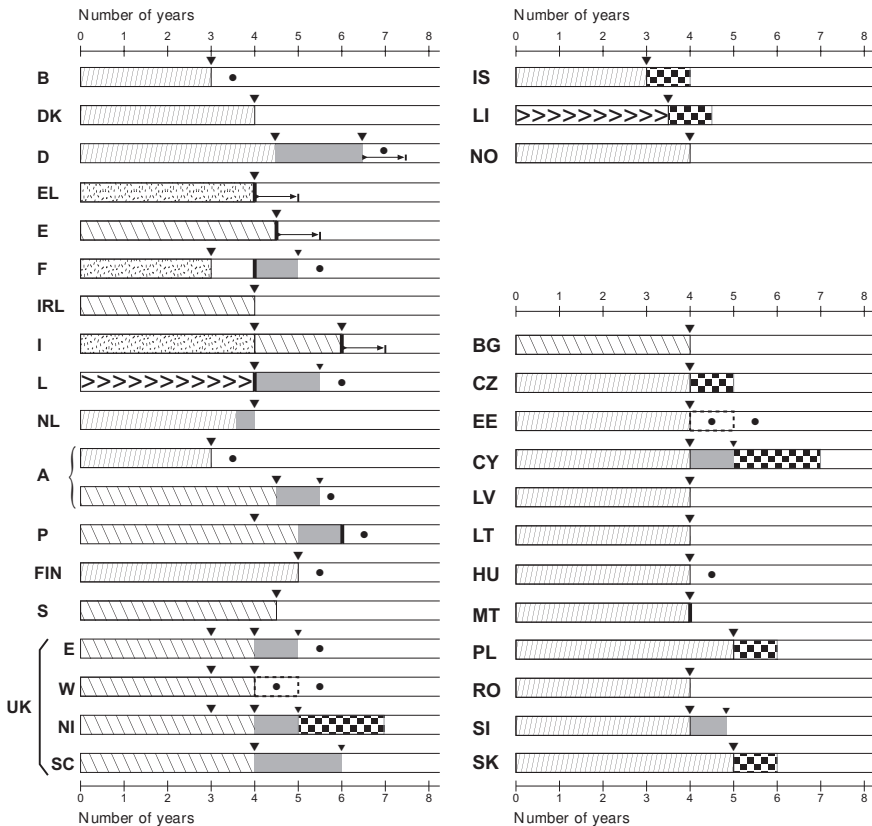 Number of years
0 1 2 3 4 5 6 7 8
B
DK
D
EL
E
F
IRL
I
L
NL
A
P
FIN
S
UK
E
W
NI
SC
0 1 2 3 4 5 6 7 8
Number of years
Number of years
0 1 2 3 4 5 6 7 8
IS
LI
NO
0 1 2 3 4 5 6 7 8
BG
CZ
EE
CY
LV
LT
HU
MT
PL
RO
SI
SK
0 1 2 3 4 5 6 7 8
Number of years